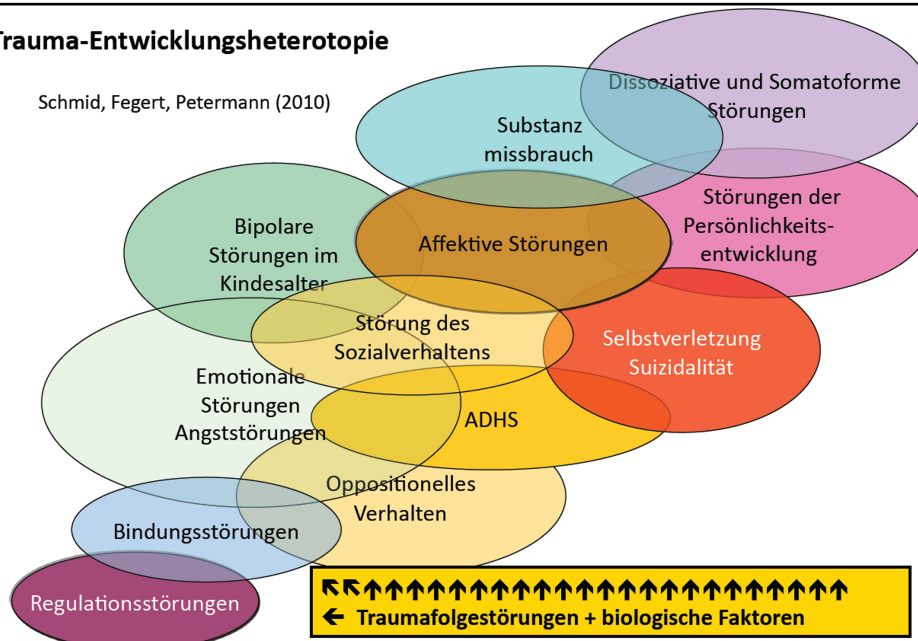 Trauma-Entwicklungsheterotopie
Schmid, Fegert, Petermann (2010)
Dissoziative und Somatoforme
Störungen
Substanz
missbrauch
Störungen der
Persönlichkeits-
entwicklung
Bipolare
Störungen im
Kindesalter
Affektive Störungen
Störung des
Sozialverhaltens
Selbstverletzung
Suizidalität
Emotionale
Störungen
Angststörungen
ADHS
Oppositionelles
Verhalten
Bindungsstörungen
Regulationsstörungen
Traumafolgestörungen + biologische Faktoren